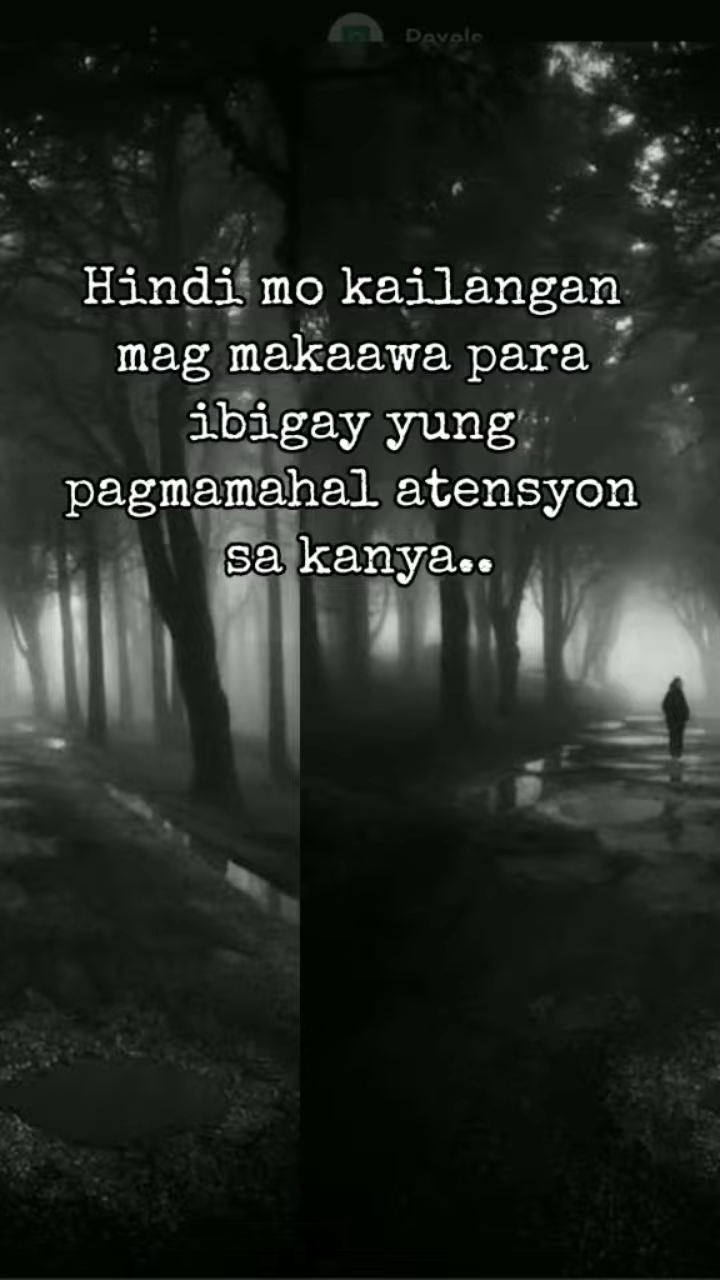 Hindi mo kailangan
mag makaawa para
ibigay yung
pagmamahal atensyon
sa kanya..